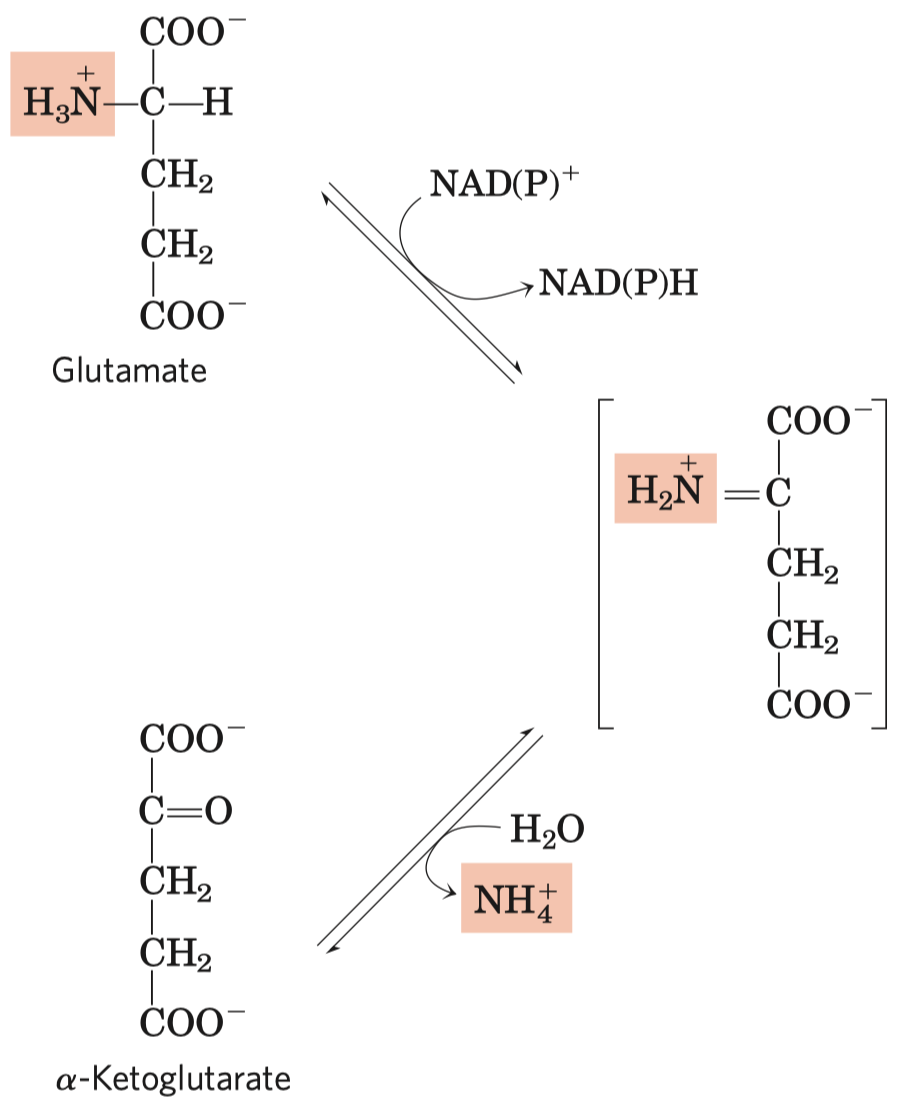 COO⁻
H₃N⁺—C—H
CH₂
CH₂
COO⁻
Glutamate
NAD(P)⁺
NAD(P)H
COO⁻
H₂N⁺=C
CH₂
CH₂
COO⁻
H₂O
NH₄⁺
COO⁻
C=O
CH₂
CH₂
COO⁻
α-Ketoglutarate